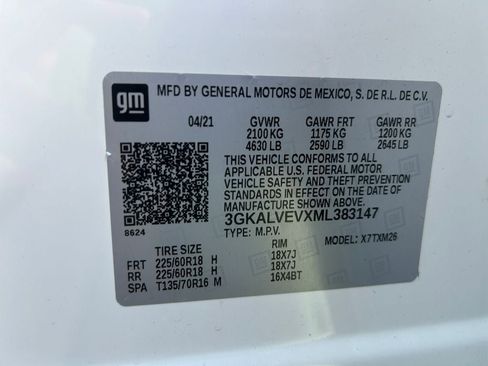 gm
MFD BY GENERAL MOTORS DE MEXICO, S. DE R.L. DE C.V.
04/21 GVWR GAWR FRT GAWR RR
2100 KG 1175 KG 1200 KG
4630 LB 2590 LB 2645 LB
THIS VEHICLE CONFORMS TO ALL
APPLICABLE U.S. FEDERAL MOTOR
VEHICLE SAFETY AND THEFT PREVENTION
STANDARDS IN EFFECT ON THE DATE OF
MANUFACTURE SHOWN ABOVE.
3GKALVEVXML383147
8624
TYPE: M.P.V. MODEL: X7TXM26
TIRE SIZE RIM
FRT 225/60R18 H 18X7J
RR 225/60R18 H 18X7J
SPA T135/70R16 M 16X4BT